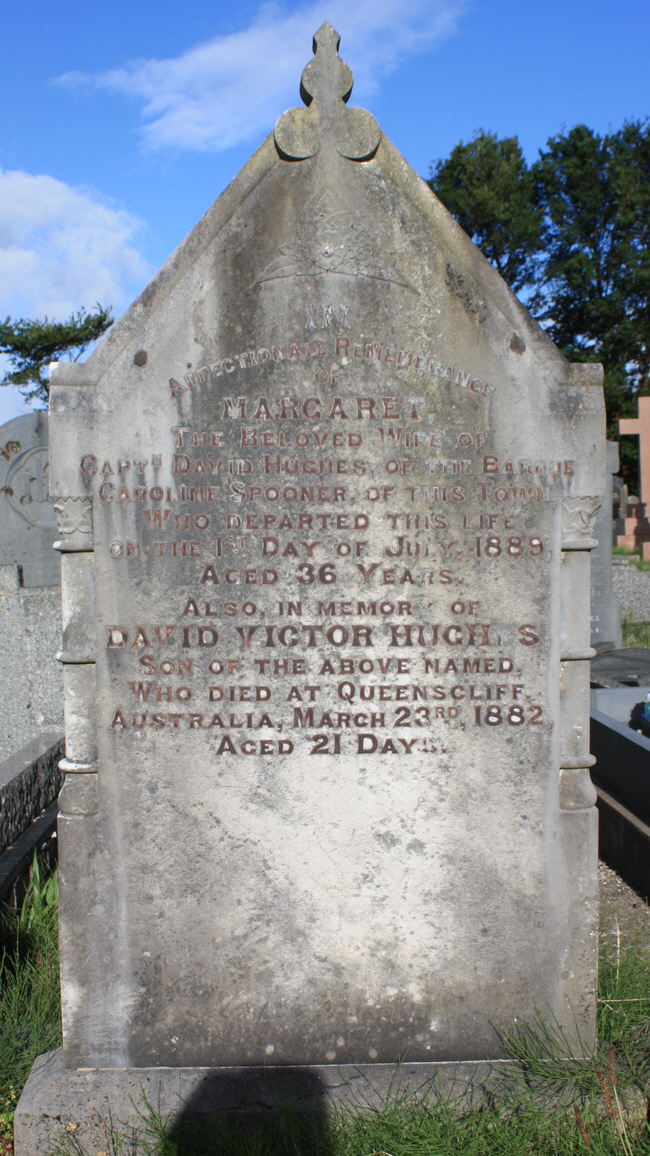 IN
AFFECTIONATE REMEMBRANCE
OF
MARGARET,
THE BELOVED WIFE OF
CAPTN DAVID HUGHES, OF THE BARQUE
CAROLINE SPOONER, OF THIS TOWN,
WHO DEPARTED THIS LIFE
ON THE 1ST DAY OF JULY, 1889,
AGED 36 YEARS.
ALSO, IN MEMORY OF
DAVID VICTOR HUGHES
SON OF THE ABOVE NAMED,
WHO DIED AT QUEENSCLIFF,
AUSTRALIA, MARCH 23RD, 1882,
AGED 21 DAYS.